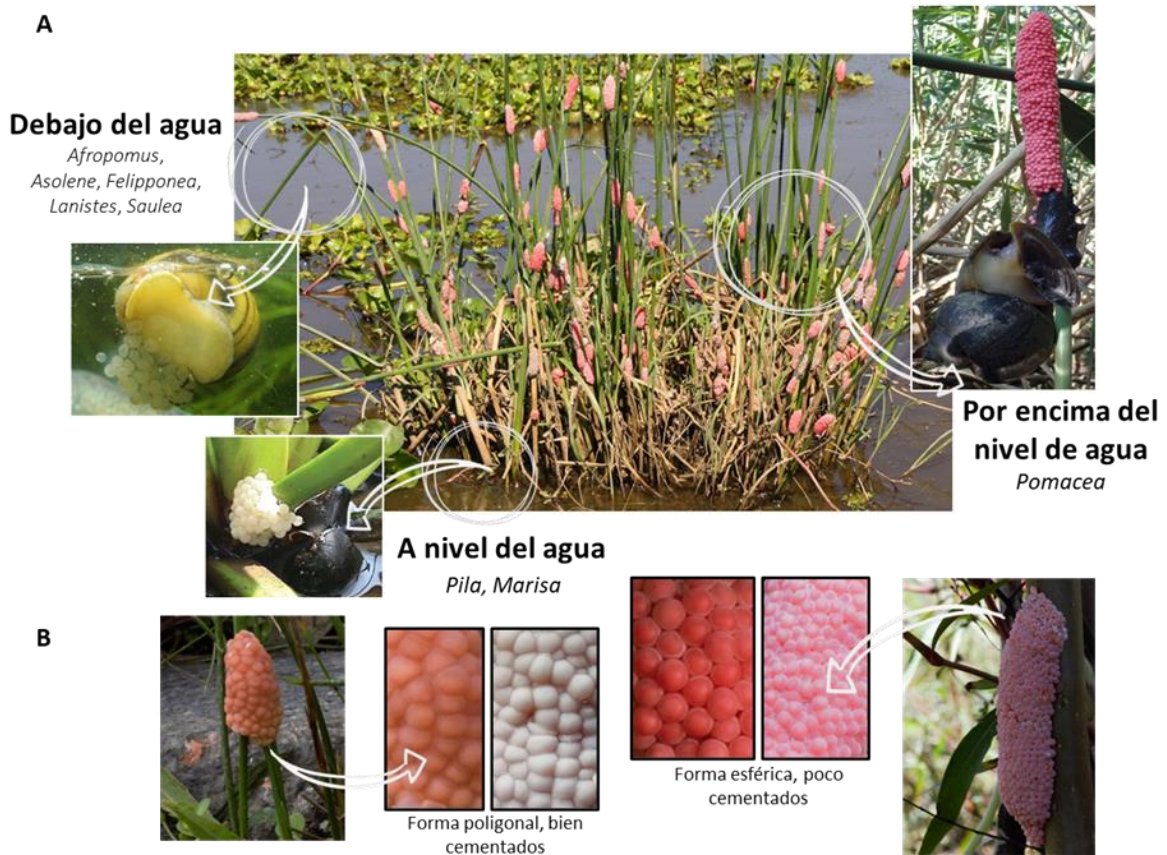 A
Debajo del agua
Afropomus,
Asolene, Felipponea,
Lanistes, Saulea
Por encima del
nivel de agua
Pomacea
A nivel del agua
Pila, Marisa
B
Forma poligonal, bien
cementados
Forma esférica, poco
cementados